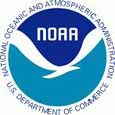 NATIONAL OCEANIC AND ATMOSPHERIC ADMINISTRATION
NOAA
U.S. DEPARTMENT OF COMMERCE